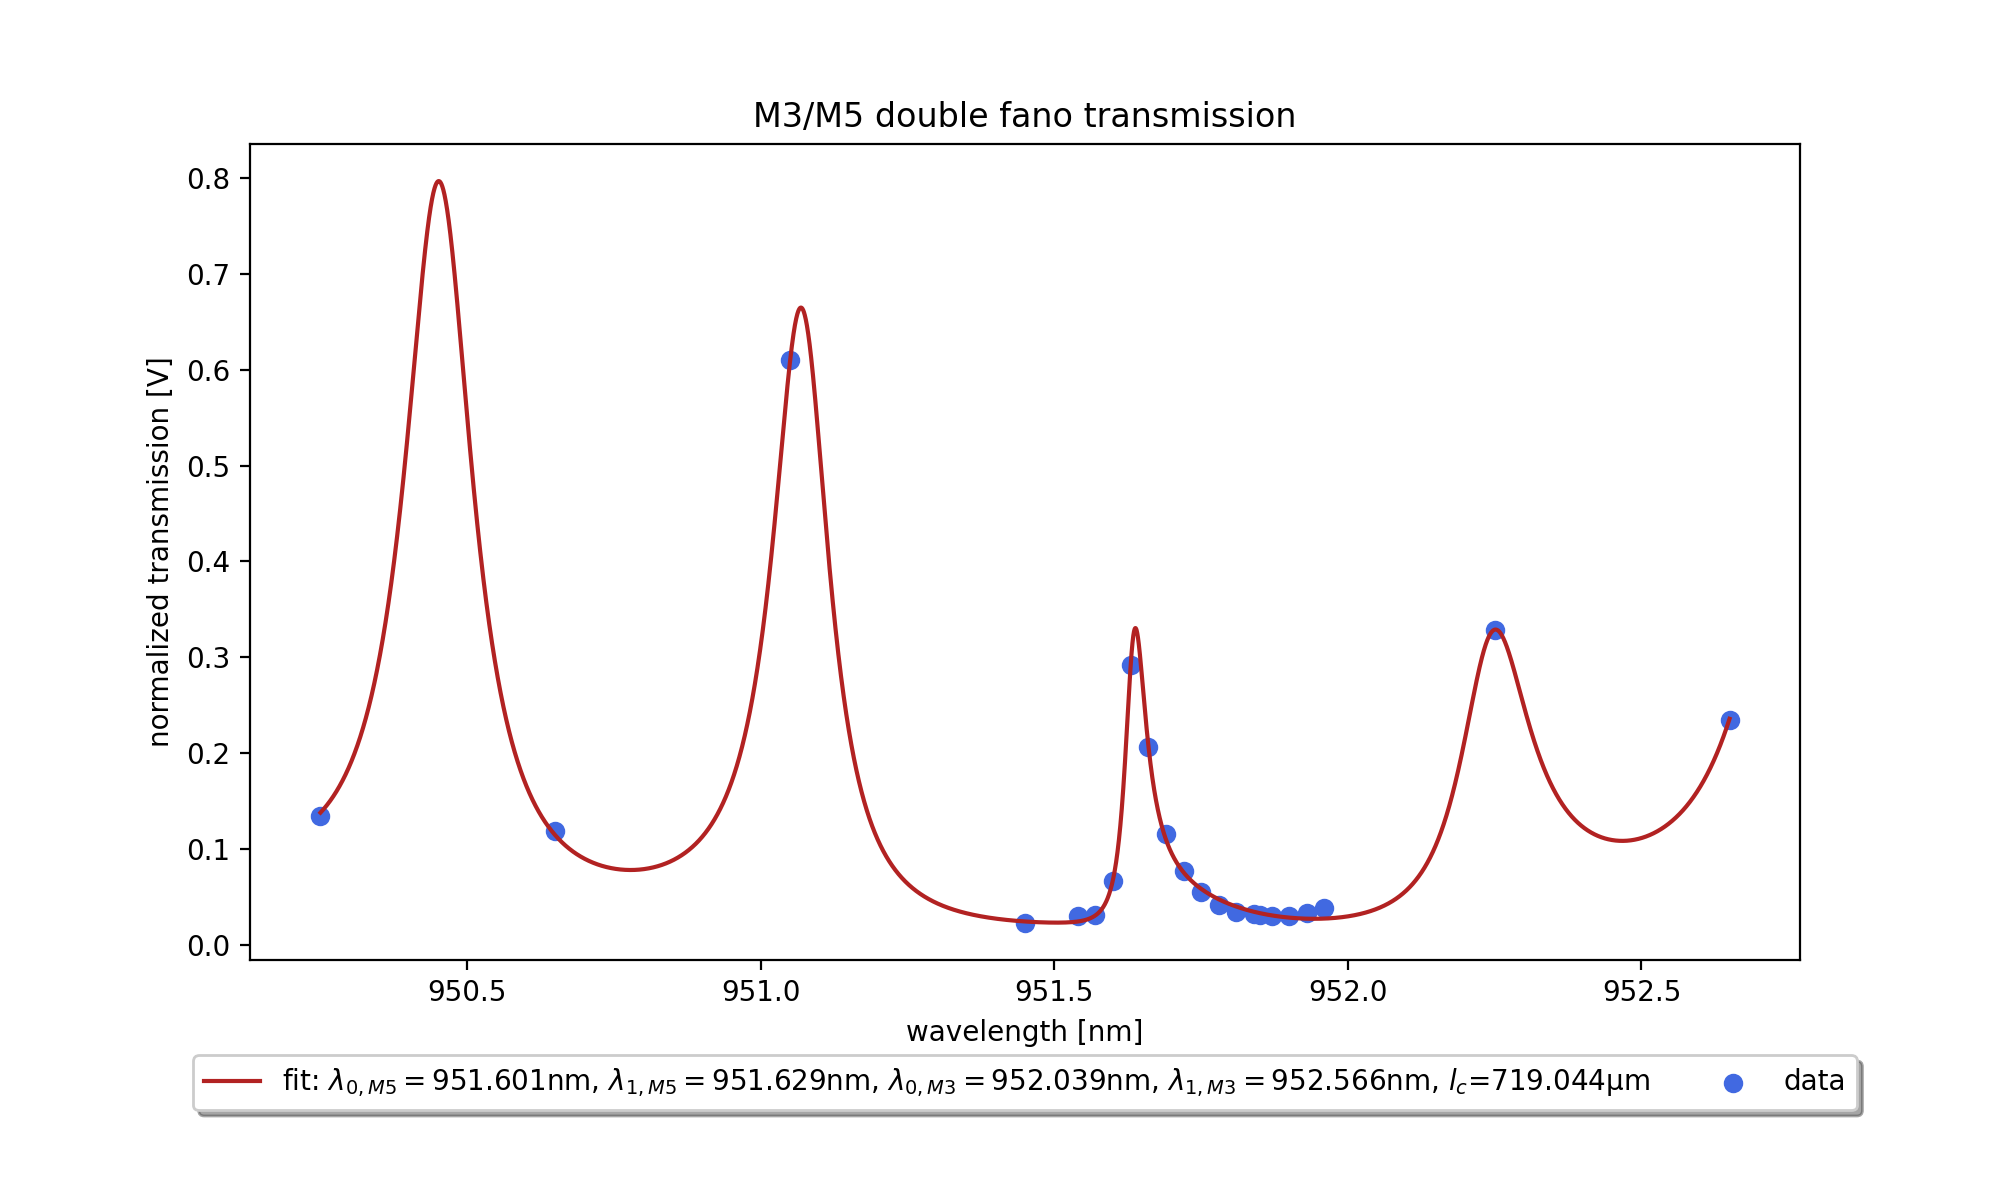 M3/M5 double fano transmission
normalized transmission [V]
0.8
0.7
0.6
0.5
0.4
0.3
0.2
0.1
0.0
950.5 951.0 951.5 952.0 952.5
wavelength [nm]
fit: λ₀,M5 = 951.601nm, λ₁,M5 = 951.629nm, λ₀,M3 = 952.039nm, λ₁,M3 = 952.566nm, l_c=719.044μm data